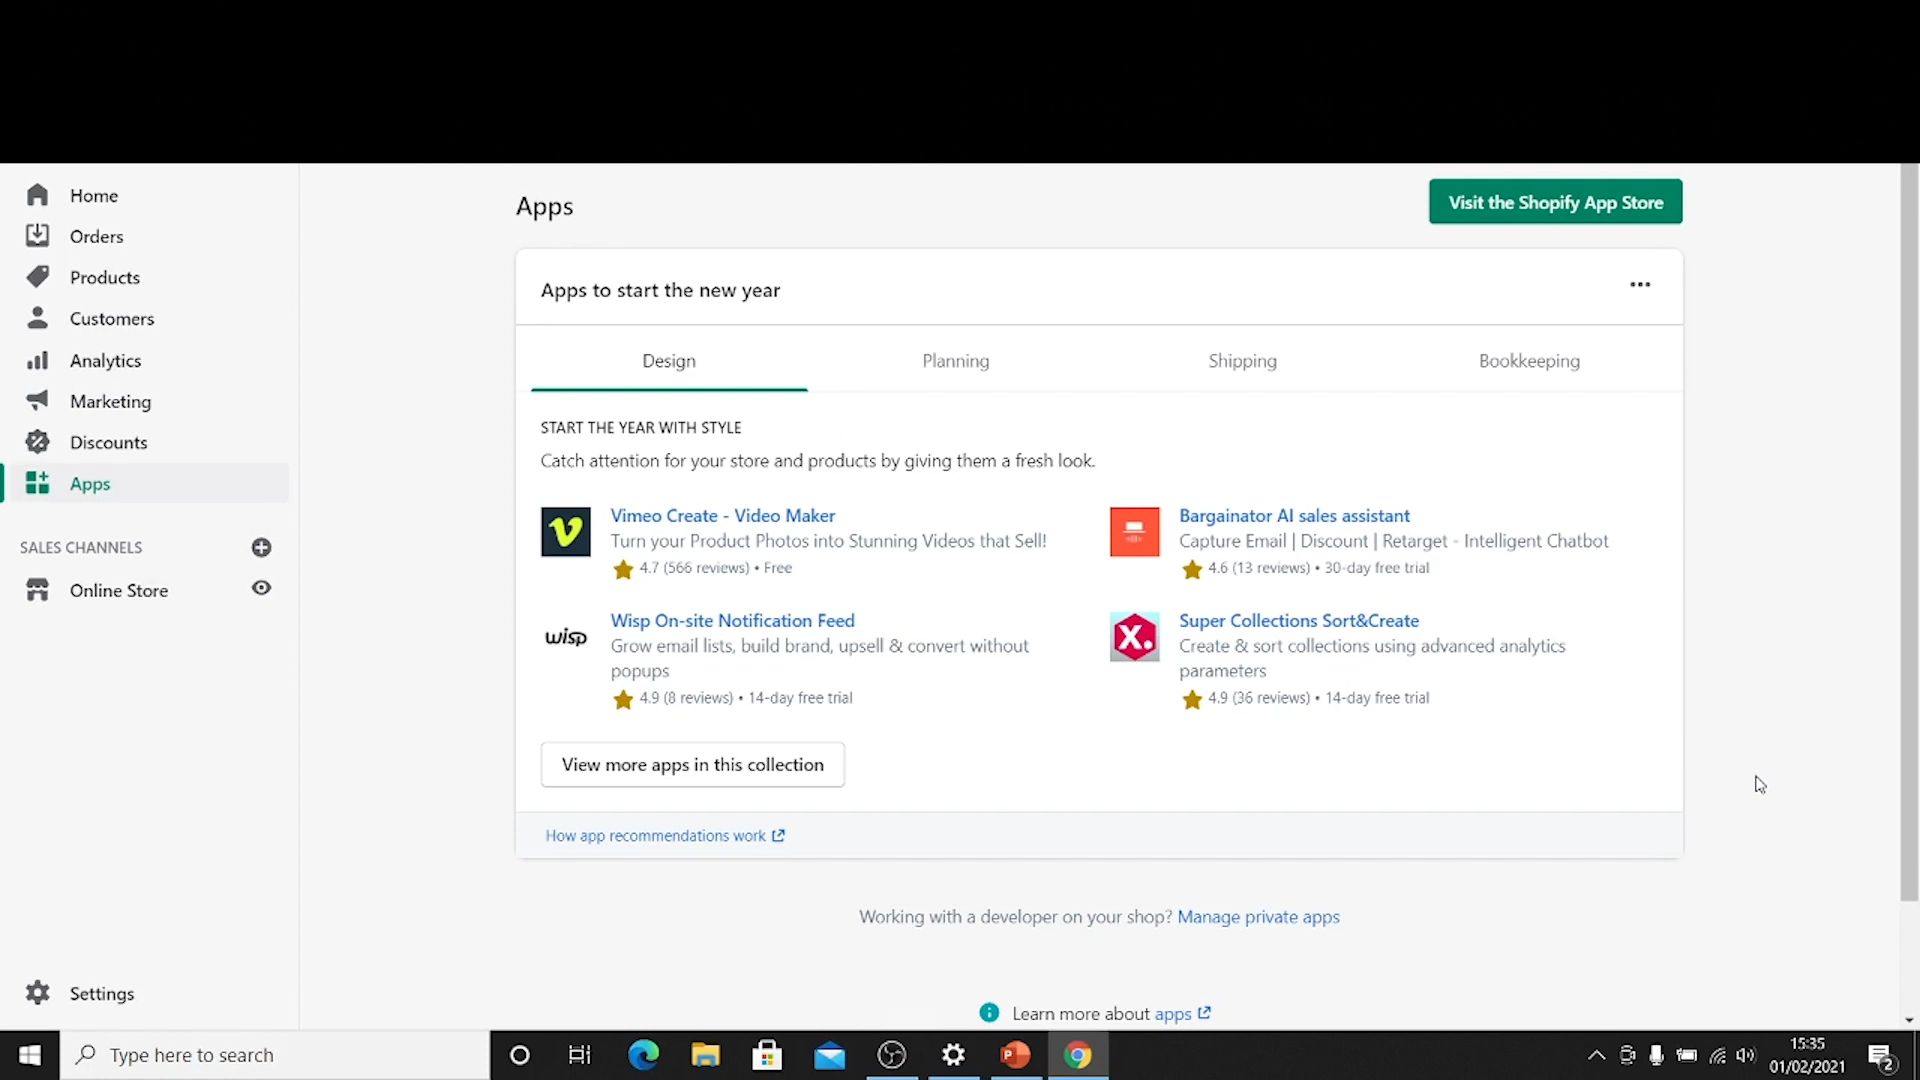 Home
Orders
Products
Customers
Analytics
Marketing
Discounts
Apps
SALES CHANNELS
Online Store
Settings
Apps
Visit the Shopify App Store
Apps to start the new year
Design
Planning
Shipping
Bookkeeping
START THE YEAR WITH STYLE
Catch attention for your store and products by giving them a fresh look.
Vimeo Create - Video Maker
Turn your Product Photos into Stunning Videos that Sell!
4.7 (566 reviews) • Free
Bargainator AI sales assistant
Capture Email | Discount | Retarget - Intelligent Chatbot
4.6 (13 reviews) • 30-day free trial
wisp
Wisp On-site Notification Feed
Grow email lists, build brand, upsell & convert without
popups
4.9 (8 reviews) • 14-day free trial
X.
Super Collections Sort&Create
Create & sort collections using advanced analytics
parameters
4.9 (36 reviews) • 14-day free trial
View more apps in this collection
How app recommendations work
Working with a developer on your shop? Manage private apps
Learn more about apps
Type here to search
15:35
01/02/2021
2